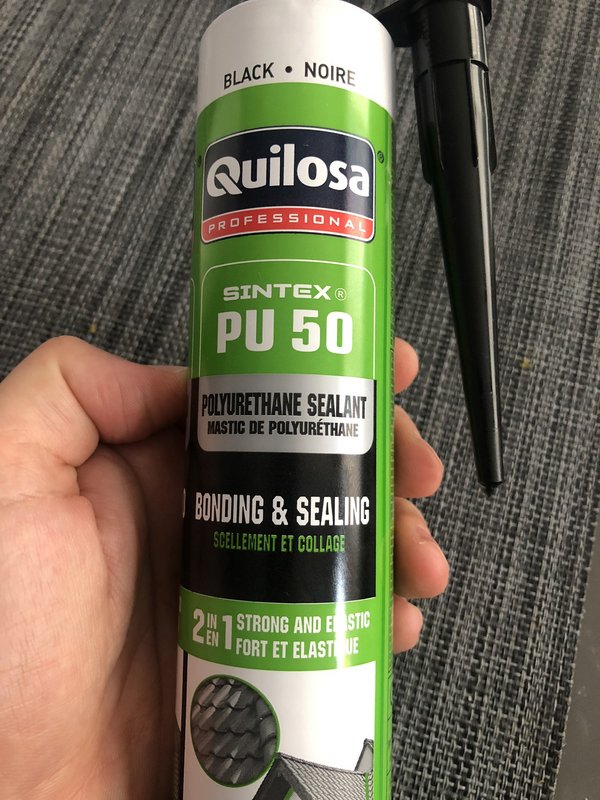 BLACK • NOIRE
Quilosa®
PROFESSIONAL
SINTEX®
PU 50
POLYURETHANE SEALANT
MASTIC DE POLYURÉTHANE
BONDING & SEALING
SCELLEMENT ET COLLAGE
2 IN 1 STRONG AND ELASTIC
EN FORT ET ELASTIQUE